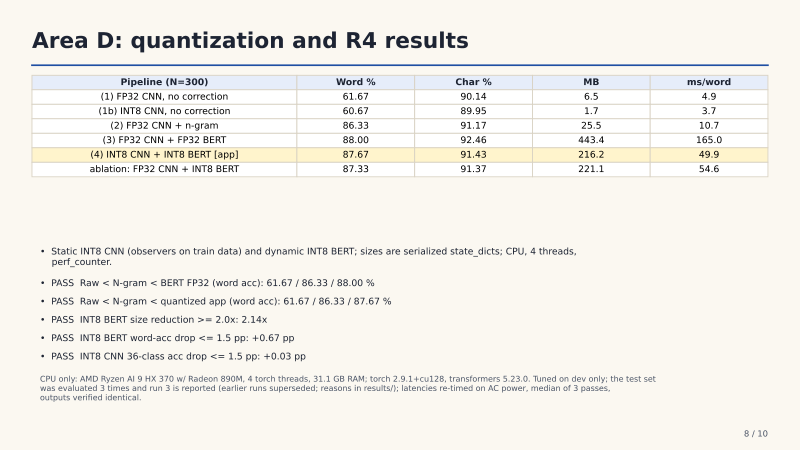 Area D: quantization and R4 results
Pipeline (N=300) Word % Char % MB ms/word
(1) FP32 CNN, no correction 61.67 90.14 6.5 4.9
(1b) INT8 CNN, no correction 60.67 89.95 1.7 3.7
(2) FP32 CNN + n-gram 86.33 91.17 25.5 10.7
(3) FP32 CNN + FP32 BERT 88.00 92.46 443.4 165.0
(4) INT8 CNN + INT8 BERT [app] 87.67 91.43 216.2 49.9
ablation: FP32 CNN + INT8 BERT 87.33 91.37 221.1 54.6
• Static INT8 CNN (observers on train data) and dynamic INT8 BERT; sizes are serialized state_dicts; CPU, 4 threads,
perf_counter.
• PASS Raw < N-gram < BERT FP32 (word acc): 61.67 / 86.33 / 88.00 %
• PASS Raw < N-gram < quantized app (word acc): 61.67 / 86.33 / 87.67 %
• PASS INT8 BERT size reduction >= 2.0x: 2.14x
• PASS INT8 BERT word-acc drop <= 1.5 pp: +0.67 pp
• PASS INT8 CNN 36-class acc drop <= 1.5 pp: +0.03 pp
CPU only: AMD Ryzen AI 9 HX 370 w/ Radeon 890M, 4 torch threads, 31.1 GB RAM; torch 2.9.1+cu128, transformers 5.23.0. Tuned on dev only; the test set
was evaluated 3 times and run 3 is reported (earlier runs superseded; reasons in results/); latencies re-timed on AC power, median of 3 passes,
outputs verified identical.
8 / 10